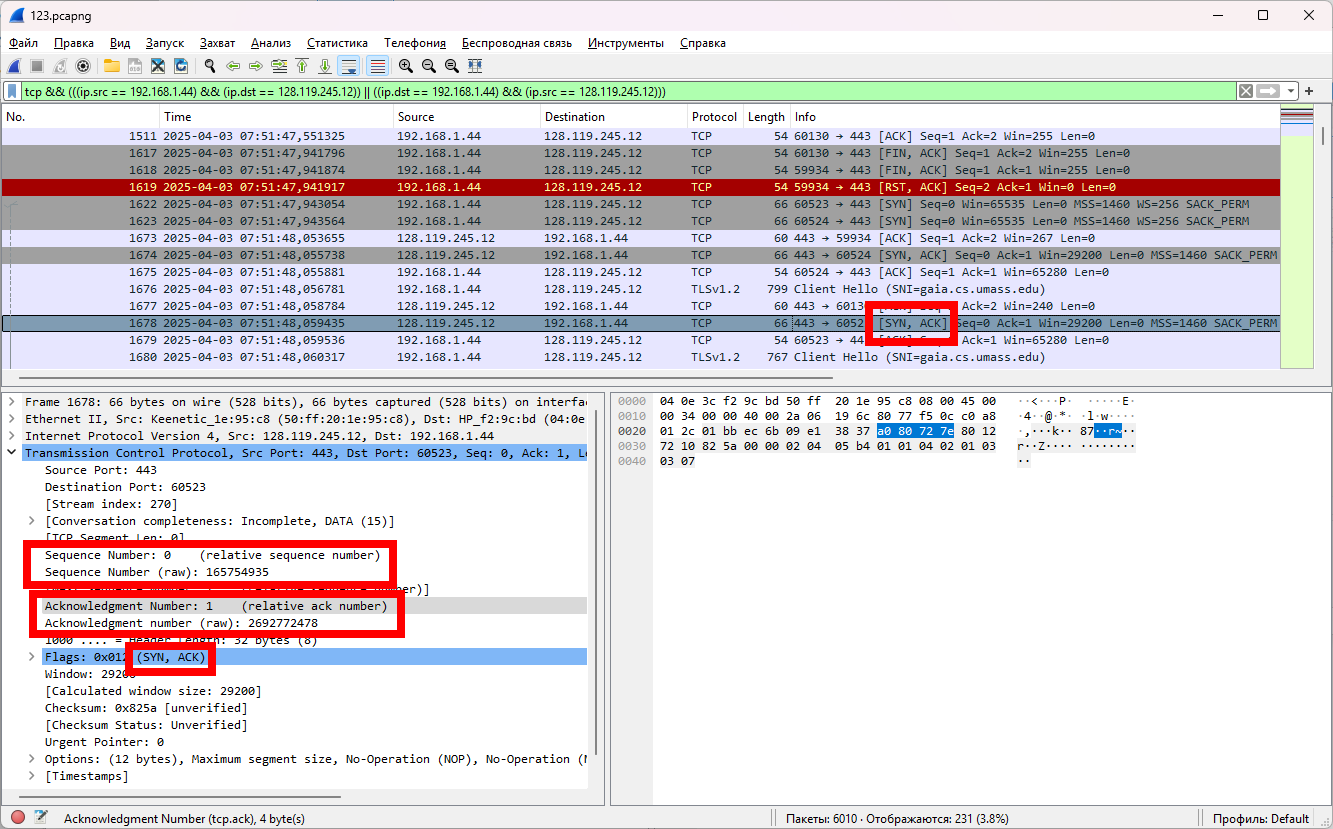 123.pcapng
Файл Правка Вид Запуск Захват Анализ Статистика Телефония Беспроводная связь Инструменты Справка
tcp && (((ip.src == 192.168.1.44) && (ip.dst == 128.119.245.12)) || ((ip.dst == 192.168.1.44) && (ip.src == 128.119.245.12)))
No. Time Source Destination Protocol Length Info
1511 2025-04-03 07:51:47,551325 192.168.1.44 128.119.245.12 TCP 54 60130 → 443 [ACK] Seq=1 Ack=2 Win=255 Len=0
1617 2025-04-03 07:51:47,941796 192.168.1.44 128.119.245.12 TCP 54 60130 → 443 [FIN, ACK] Seq=1 Ack=2 Win=255 Len=0
1618 2025-04-03 07:51:47,941874 192.168.1.44 128.119.245.12 TCP 54 59934 → 443 [FIN, ACK] Seq=1 Ack=1 Win=255 Len=0
1619 2025-04-03 07:51:47,941917 192.168.1.44 128.119.245.12 TCP 54 59934 → 443 [RST, ACK] Seq=2 Ack=1 Win=0 Len=0
1622 2025-04-03 07:51:47,943054 192.168.1.44 128.119.245.12 TCP 66 60523 → 443 [SYN] Seq=0 Win=65535 Len=0 MSS=1460 WS=256 SACK_PERM
1623 2025-04-03 07:51:47,943564 192.168.1.44 128.119.245.12 TCP 66 60524 → 443 [SYN] Seq=0 Win=65535 Len=0 MSS=1460 WS=256 SACK_PERM
1673 2025-04-03 07:51:48,053655 128.119.245.12 192.168.1.44 TCP 60 443 → 59934 [ACK] Seq=1 Ack=2 Win=267 Len=0
1674 2025-04-03 07:51:48,055738 128.119.245.12 192.168.1.44 TCP 66 443 → 60524 [SYN, ACK] Seq=0 Ack=1 Win=29200 Len=0 MSS=1460 SACK_PERM
1675 2025-04-03 07:51:48,055881 192.168.1.44 128.119.245.12 TCP 54 60524 → 443 [ACK] Seq=1 Ack=1 Win=65280 Len=0
1676 2025-04-03 07:51:48,056781 192.168.1.44 128.119.245.12 TLSv1.2 799 Client Hello (SNI=gaia.cs.umass.edu)
1677 2025-04-03 07:51:48,058784 128.119.245.12 192.168.1.44 TCP 60 443 → Ack=2 Win=240 Len=0
1678 2025-04-03 07:51:48,059435 128.119.245.12 192.168.1.44 TCP 66 443 → [SYN, ACK] Seq=0 Ack=1 Win=29200 Len=0 MSS=1460 SACK_PERM
1679 2025-04-03 07:51:48,059536 192.168.1.44 128.119.245.12 TCP 54 60523 → Ack=1 Win=65280 Len=0
1680 2025-04-03 07:51:48,060317 192.168.1.44 128.119.245.12 TLSv1.2 767 Client Hello (SNI=gaia.cs.umass.edu)
Frame 1678: 66 bytes on wire (528 bits), 66 bytes captured (528 bits) on interfa
Ethernet II, Src: Keenetic_1e:95:c8 (50:ff:20:1e:95:c8), Dst: HP_f2:9c:bd (04:0e
Internet Protocol Version 4, Src: 128.119.245.12, Dst: 192.168.1.44
Transmission Control Protocol, Src Port: 443, Dst Port: 60523, Seq: 0, Ack: 1, Le
Source Port: 443
Destination Port: 60523
[Stream index: 270]
[Conversation completeness: Incomplete, DATA (15)]
[TCP Segment Len: 0]
Sequence Number: 0 (relative sequence number)
Sequence Number (raw): 165754935
Acknowledgment Number: 1 (relative ack number)
Acknowledgment number (raw): 2692772478
1000 .... = Header Length: 32 bytes (8)
Flags: 0x012 (SYN, ACK)
Window: 29200
[Calculated window size: 29200]
Checksum: 0x825a [unverified]
[Checksum Status: Unverified]
Urgent Pointer: 0
Options: (12 bytes), Maximum segment size, No-Operation (NOP), No-Operation (N
[Timestamps]
0000 04 0e 3c f2 9c bd 50 ff 20 1e 95 c8 08 00 45 00 ··<···P· ·····E·
0010 00 34 00 00 40 00 2a 06 19 6c 80 77 f5 0c c0 a8 ·4··@·*· ·l·w····
0020 01 2c 01 bb ec 6b 09 e1 38 37 a0 80 72 7e 80 12 ·,···k·· 87··r~··
0030 72 10 82 5a 00 00 02 04 05 b4 01 01 04 02 01 03 r··Z···· ········
0040 03 07 ··
Acknowledgment Number (tcp.ack), 4 byte(s)
Пакеты: 6010 · Отображаются: 231 (3.8%)
Профиль: Default